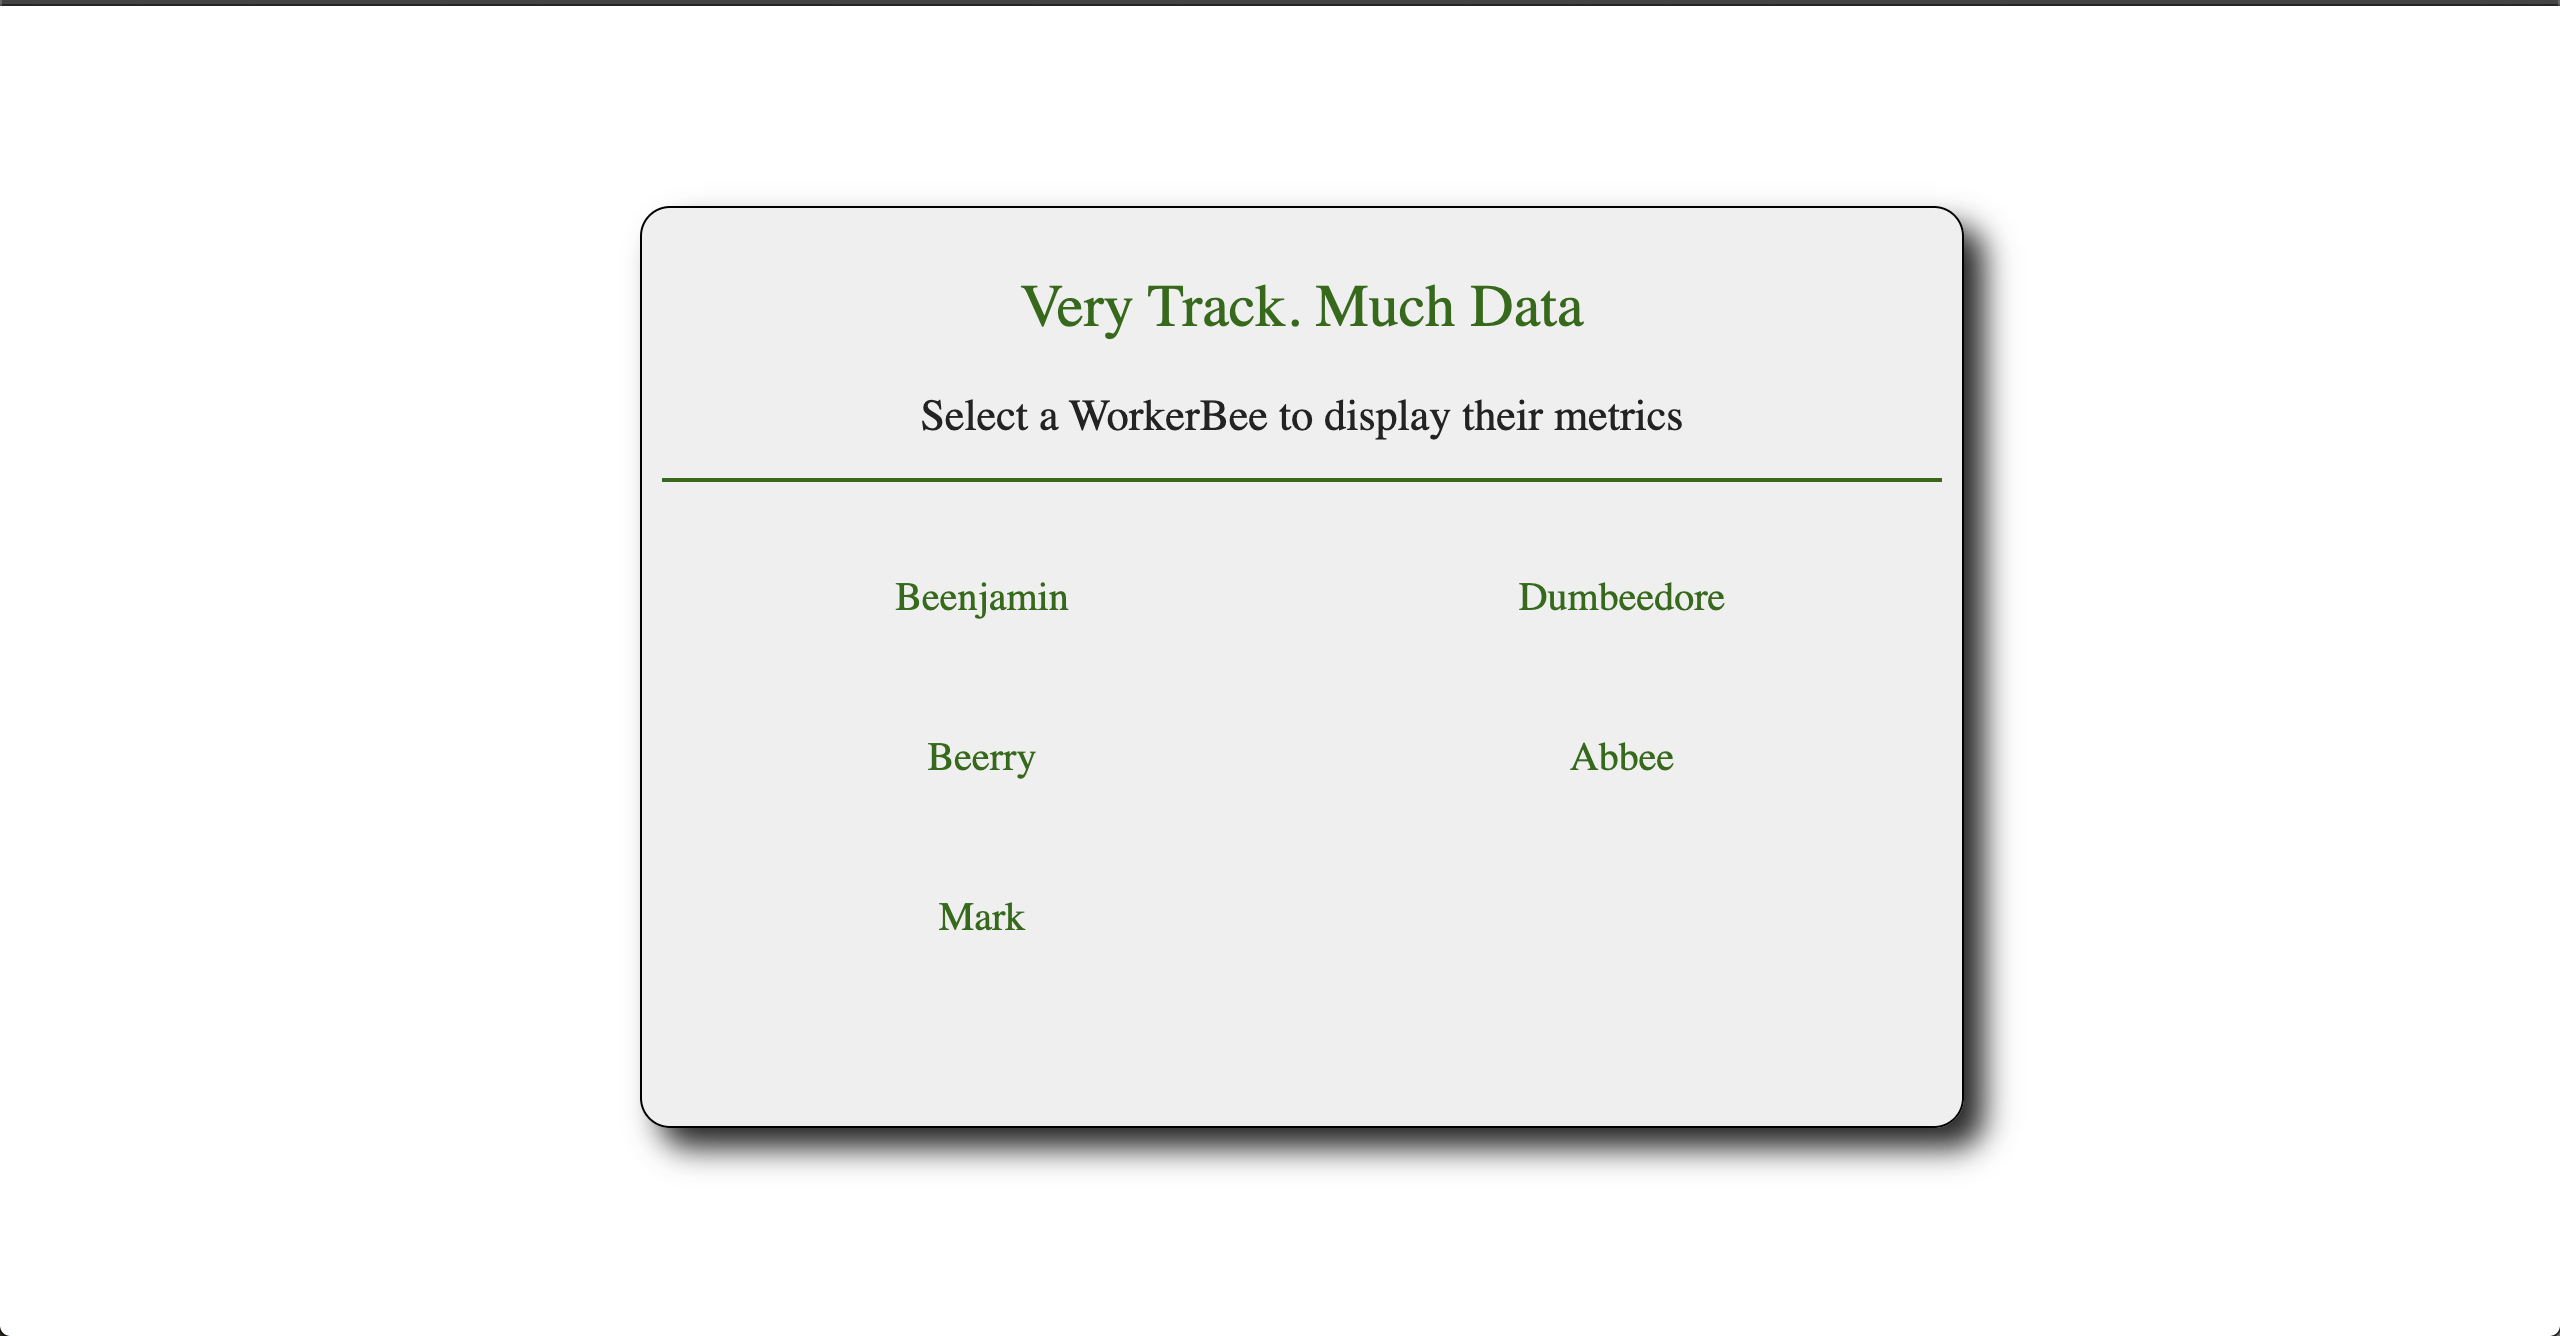 Very Track. Much Data
Select a WorkerBee to display their metrics
Beenjamin
Dumbeedore
Beerry
Abbee
Mark